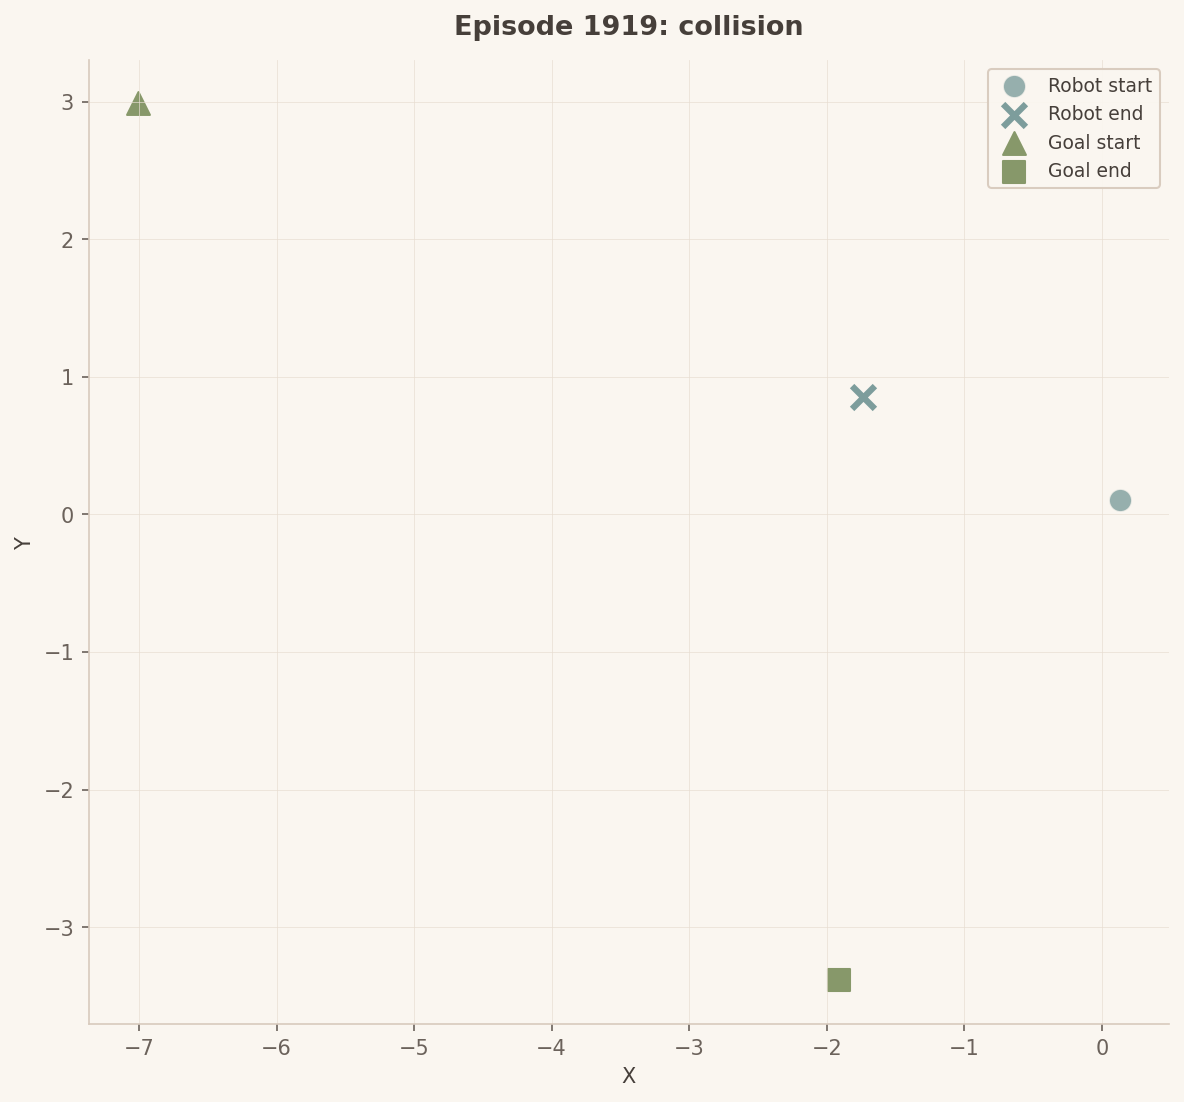 Episode 1919: collision
Robot start
Robot end
Goal start
Goal end
3
2
1
0
−1
−2
−3
Y
−7 −6 −5 −4 −3 −2 −1 0
X